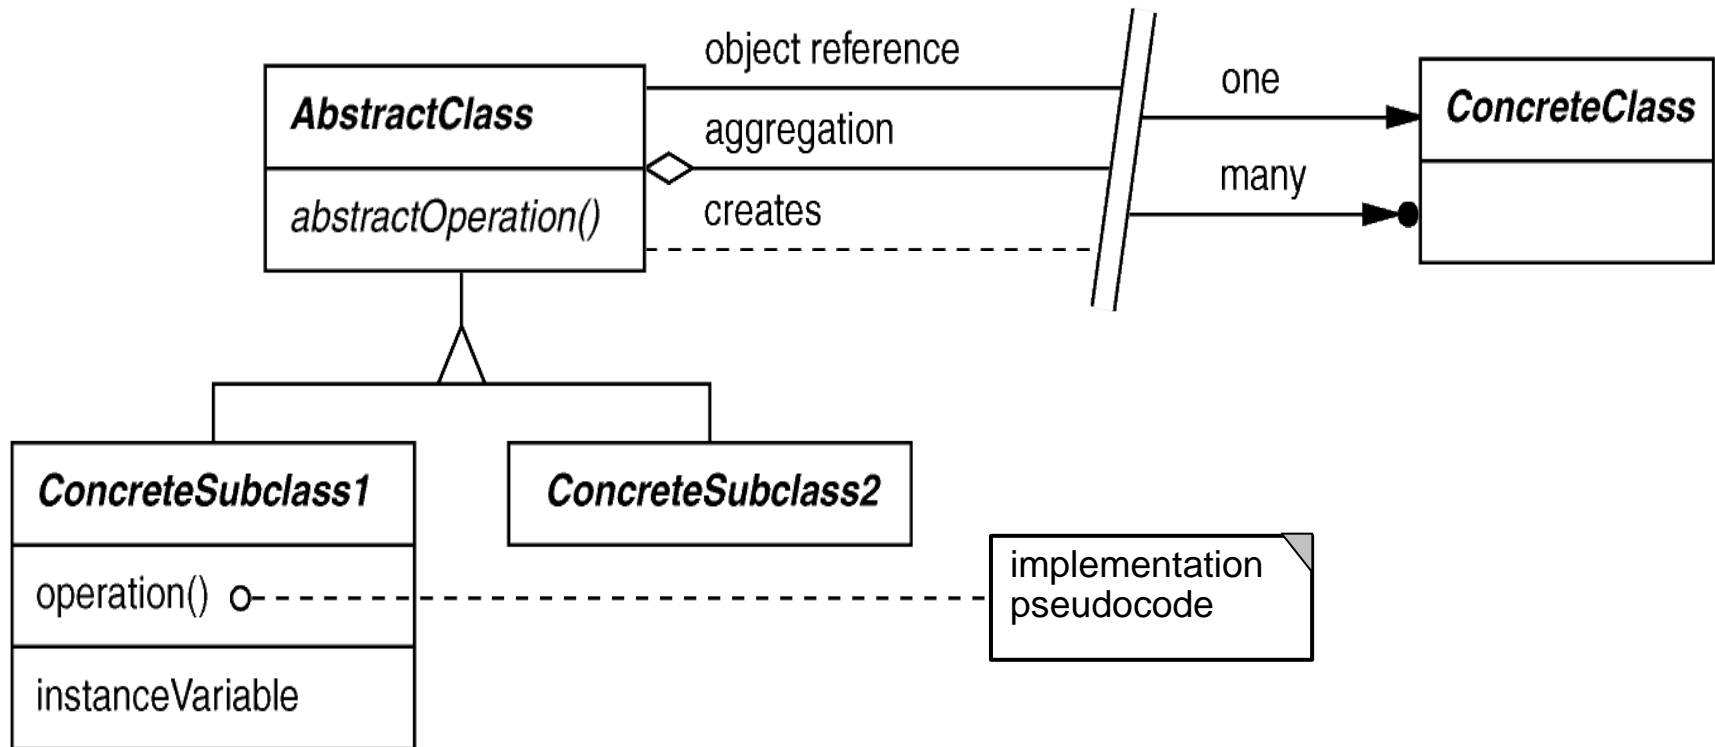 object reference
one
AbstractClass
ConcreteClass
aggregation
many
abstractOperation()
creates
ConcreteSubclass1
ConcreteSubclass2
implementation
pseudocode
operation()
instanceVariable